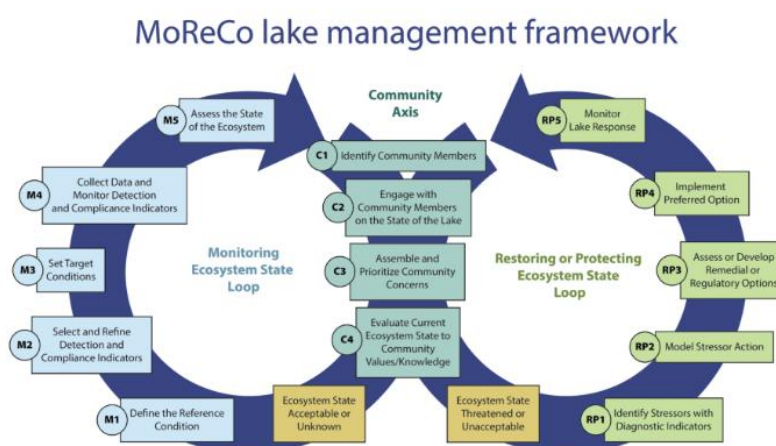 MoReCo lake management framework
Community
Axis
M5
Assess the State
of the Ecosystem
M4
Collect Data and
Monitor Detection
and Complicance Indicators
M3
Set Target
Conditions
M2
Select and Refine
Detection and
Compliance Indicators
M1
Define the Reference
Condition
Monitoring
Ecosystem State
Loop
C1
Identify Community Members
C2
Engage with
Community Members
on the State of the Lake
C3
Assemble and
Prioritize Community
Concerns
C4
Evaluate Current
Ecosystem State to
Community
Values/Knowledge
Ecosystem State
Acceptable or
Unknown
Ecosystem State
Threatened or
Unacceptable
Restoring or Protecting
Ecosystem State
Loop
RP5
Monitor
Lake Response
RP4
Implement
Preferred Option
RP3
Assess or Develop
Remedial or
Regulatory Options
RP2
Model Stressor Action
RP1
Identify Stressors with
Diagnostic Indicators